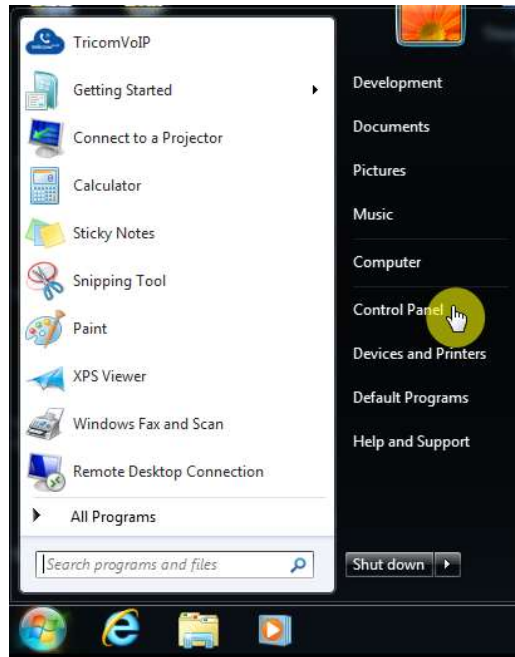 TricomVoIP
Getting Started
Connect to a Projector
Calculator
Sticky Notes
Snipping Tool
Paint
XPS Viewer
Windows Fax and Scan
Remote Desktop Connection
All Programs
Search programs and files
Development
Documents
Pictures
Music
Computer
Control Panel
Devices and Printers
Default Programs
Help and Support
Shut down